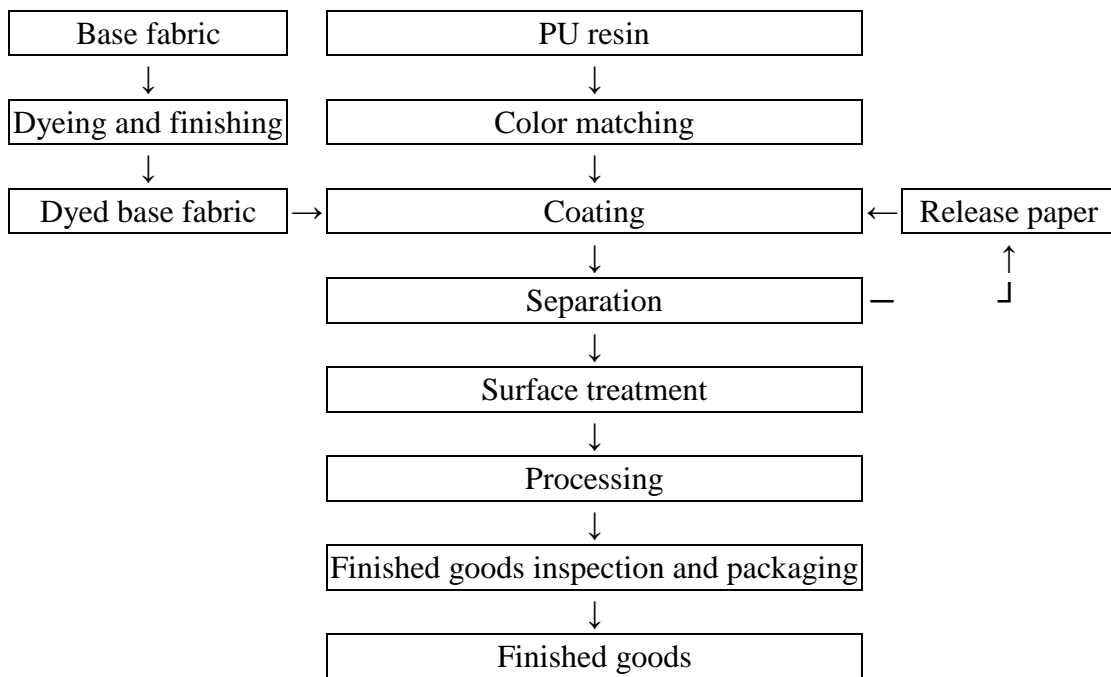 Base fabric
PU resin
↓
↓
Dyeing and finishing
Color matching
↓
↓
Dyed base fabric
→
Coating
←
Release paper
↓
↑
Separation
─
┘
↓
Surface treatment
↓
Processing
↓
Finished goods inspection and packaging
↓
Finished goods